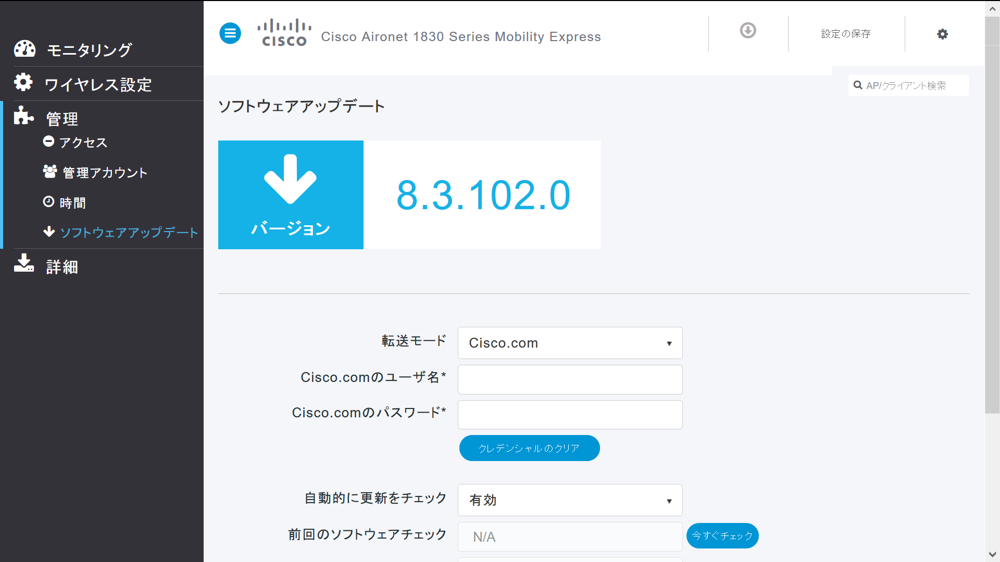 モニタリング
ワイヤレス設定
管理
アクセス
管理アカウント
時間
ソフトウェアアップデート
詳細
CISCO
Cisco Aironet 1830 Series Mobility Express
設定の保存
AP/クライアント検索
ソフトウェアアップデート
バージョン
8.3.102.0
転送モード
Cisco.com
Cisco.comのユーザ名*
Cisco.comのパスワード*
クレデンシャルのクリア
自動的に更新をチェック
有効
前回のソフトウェアチェック
N/A
今すぐチェック